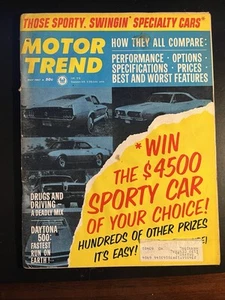 THOSE SPORTY, SWINGIN' SPECIALTY CARS*
MOTOR
TREND
HOW THEY ALL COMPARE:
PERFORMANCE · OPTIONS
SPECIFICATIONS · PRICES
BEST AND WORST FEATURES
DRUGS AND
DRIVING
A DEADLY MIX
DAYTONA
500:
FASTEST
RUN ON
EARTH!
*WIN
THE $4500
SPORTY CAR
OF YOUR CHOICE!
HUNDREDS OF OTHER PRIZES
IT'S EASY!